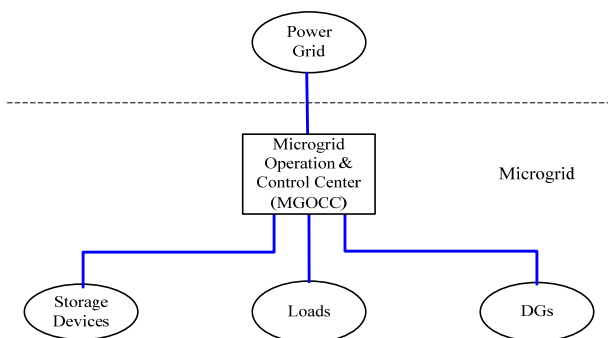 Power
Grid
Microgrid
Operation &
Control Center
(MGOCC)
Microgrid
Storage
Devices
Loads
DGs